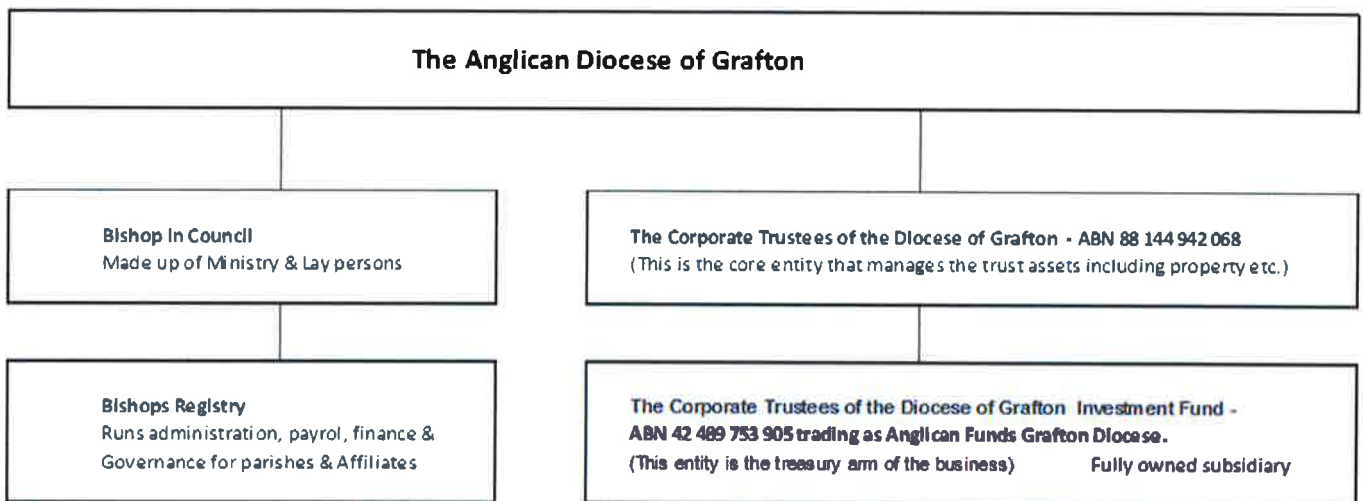 The Anglican Diocese of Grafton
Bishop in Council
Made up of Ministry & Lay persons
The Corporate Trustees of the Diocese of Grafton - ABN 88 144 942 068
(This is the core entity that manages the trust assets including property etc.)
Bishops Registry
Runs administration, payrol, finance &
Governance for parishes & Affiliates
The Corporate Trustees of the Diocese of Grafton Investment Fund -
ABN 42 489 753 905 trading as Anglican Funds Grafton Diocese.
(This entity is the treasury arm of the business) Fully owned subsidiary